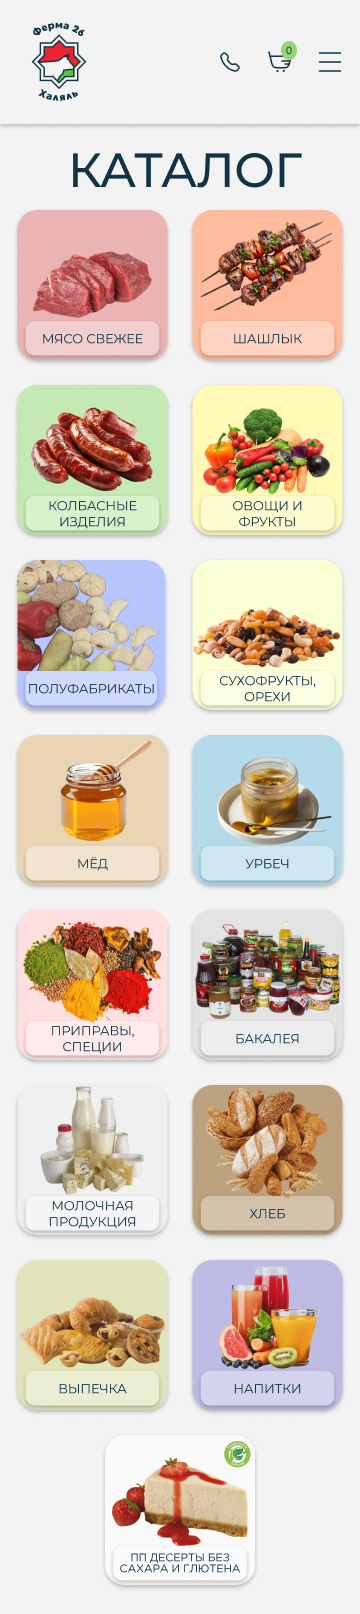 Ферма 26
Халяль
0
КАТАЛОГ
МЯСО СВЕЖЕЕ
ШАШЛЫК
КОЛБАСНЫЕ
ИЗДЕЛИЯ
ОВОЩИ И
ФРУКТЫ
ПОЛУФАБРИКАТЫ
СУХОФРУКТЫ,
ОРЕХИ
МЁД
УРБЕЧ
ПРИПРАВЫ,
СПЕЦИИ
БАКАЛЕЯ
МОЛОЧНАЯ
ПРОДУКЦИЯ
ХЛЕБ
ВЫПЕЧКА
НАПИТКИ
ПП ДЕСЕРТЫ БЕЗ
САХАРА И ГЛЮТЕНА